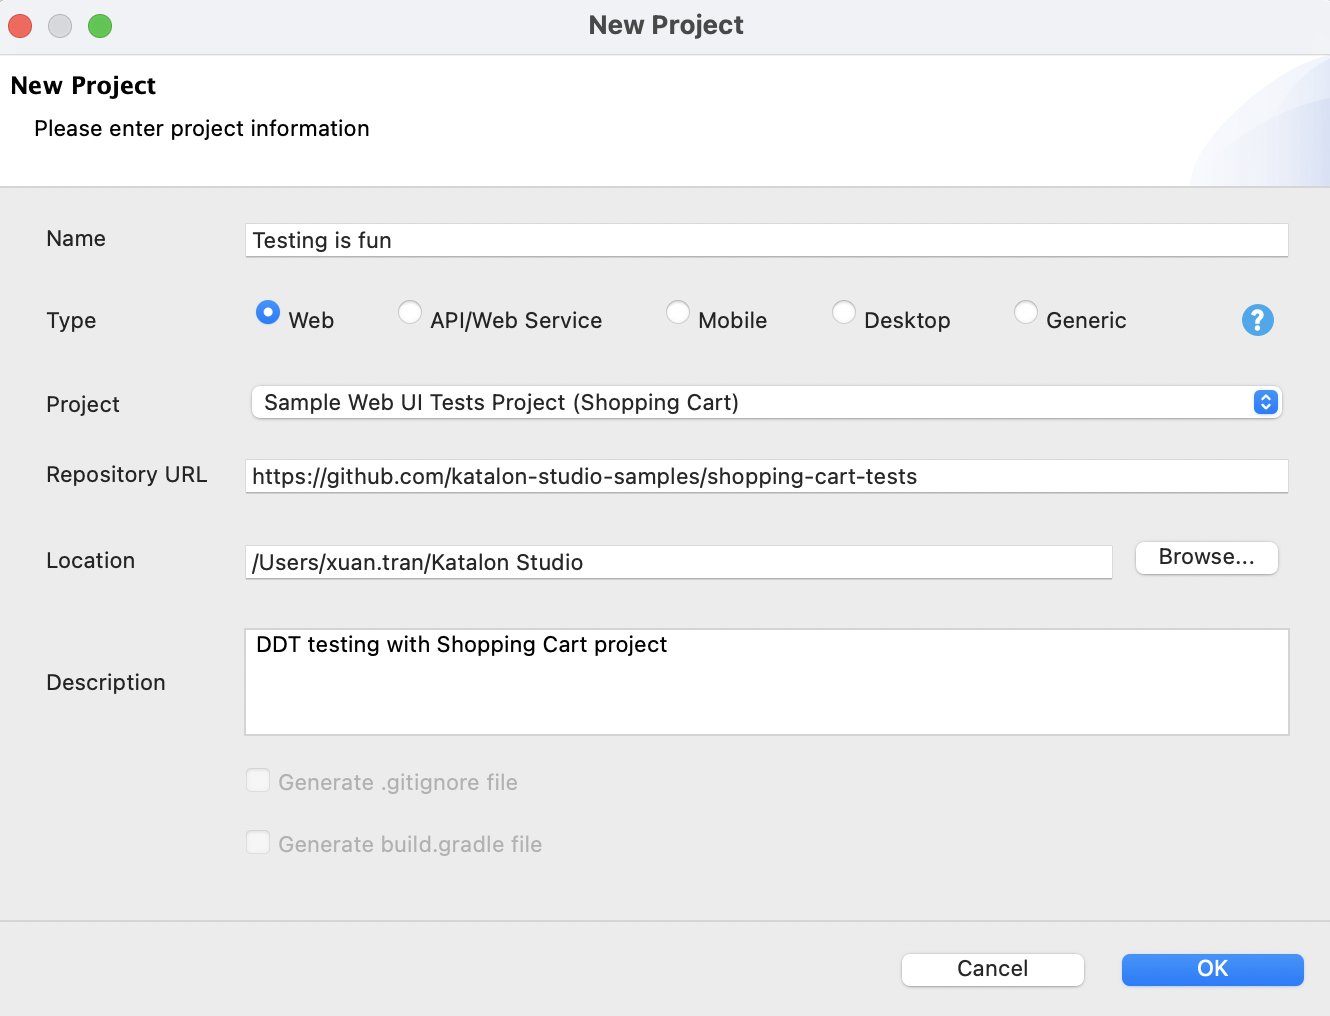 New Project
New Project
Please enter project information
Name
Testing is fun
Type
Web
API/Web Service
Mobile
Desktop
Generic
?
Project
Sample Web UI Tests Project (Shopping Cart)
Repository URL
https://github.com/katalon-studio-samples/shopping-cart-tests
Location
/Users/xuan.tran/Katalon Studio
Browse...
Description
DDT testing with Shopping Cart project
Generate .gitignore file
Generate build.gradle file
Cancel
OK